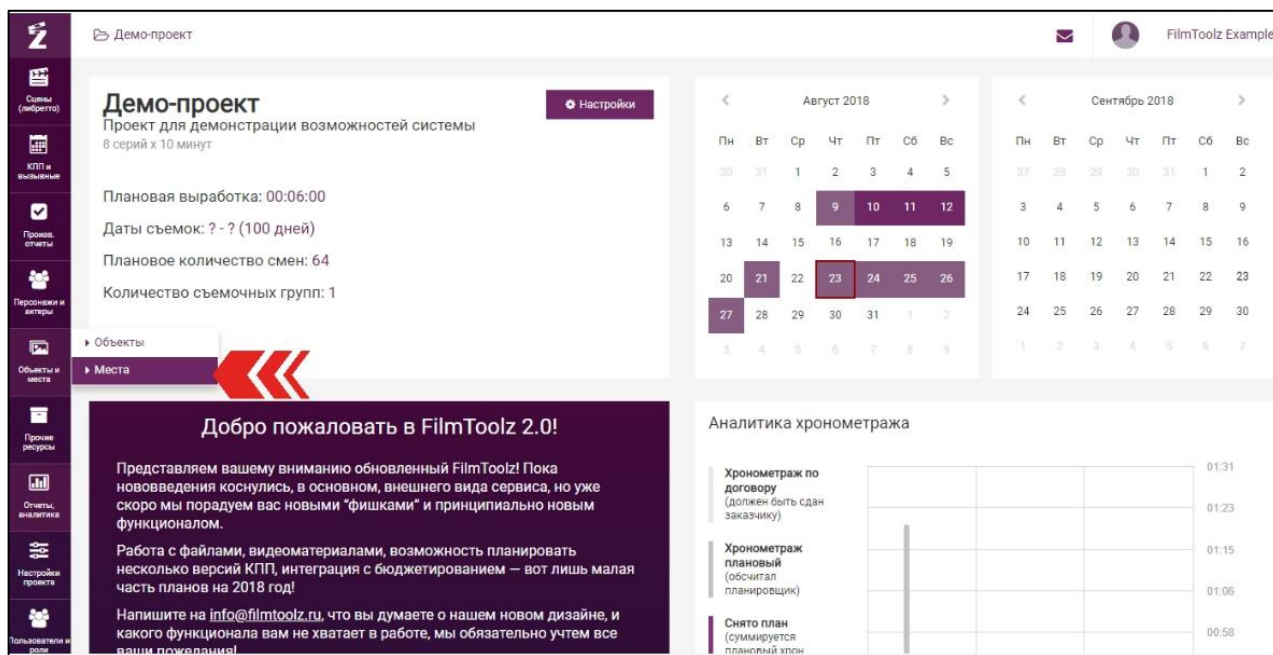 Демо-проект
FilmToolz Example
Сцены
(либретто)
КПП и
вызывные
Произв.
отчеты
Персонажи и
актеры
Объекты и
места
Прочие
ресурсы
Отчеты,
аналитика
Настройки
проекта
Пользователи и
роли
Демо-проект
Настройки
Проект для демонстрации возможностей системы
8 серий x 10 минут
Плановая выработка: 00:06:00
Даты съемок: ? - ? (100 дней)
Плановое количество смен: 64
Количество съемочных групп: 1
Объекты
Места
Август 2018
Пн Вт Ср Чт Пт Сб Вс
30 31 1 2 3 4 5
6 7 8 9 10 11 12
13 14 15 16 17 18 19
20 21 22 23 24 25 26
27 28 29 30 31 1 2
3 4 5 6 7 8 9
Сентябрь 2018
Пн Вт Ср Чт Пт Сб Вс
27 28 29 30 31 1 2
3 4 5 6 7 8 9
10 11 12 13 14 15 16
17 18 19 20 21 22 23
24 25 26 27 28 29 30
1 2 3 4 5 6 7
Добро пожаловать в FilmToolz 2.0!
Представляем вашему вниманию обновленный FilmToolz! Пока
нововведения коснулись, в основном, внешнего вида сервиса, но уже
скоро мы порадуем вас новыми "фишками" и принципиально новым
функционалом.
Работа с файлами, видеоматериалами, возможность планировать
несколько версий КПП, интеграция с бюджетированием — вот лишь малая
часть планов на 2018 год!
Напишите на info@filmtoolz.ru, что вы думаете о нашем новом дизайне, и
какого функционала вам не хватает в работе, мы обязательно учтем все
ваши пожелания!
Аналитика хронометража
Хронометраж по
договору
(должен быть сдан
заказчику)
Хронометраж
плановый
(обсчитал
планировщик)
Снято план
(суммируется
плановый хрон
01:31
01:23
01:15
01:06
00:58